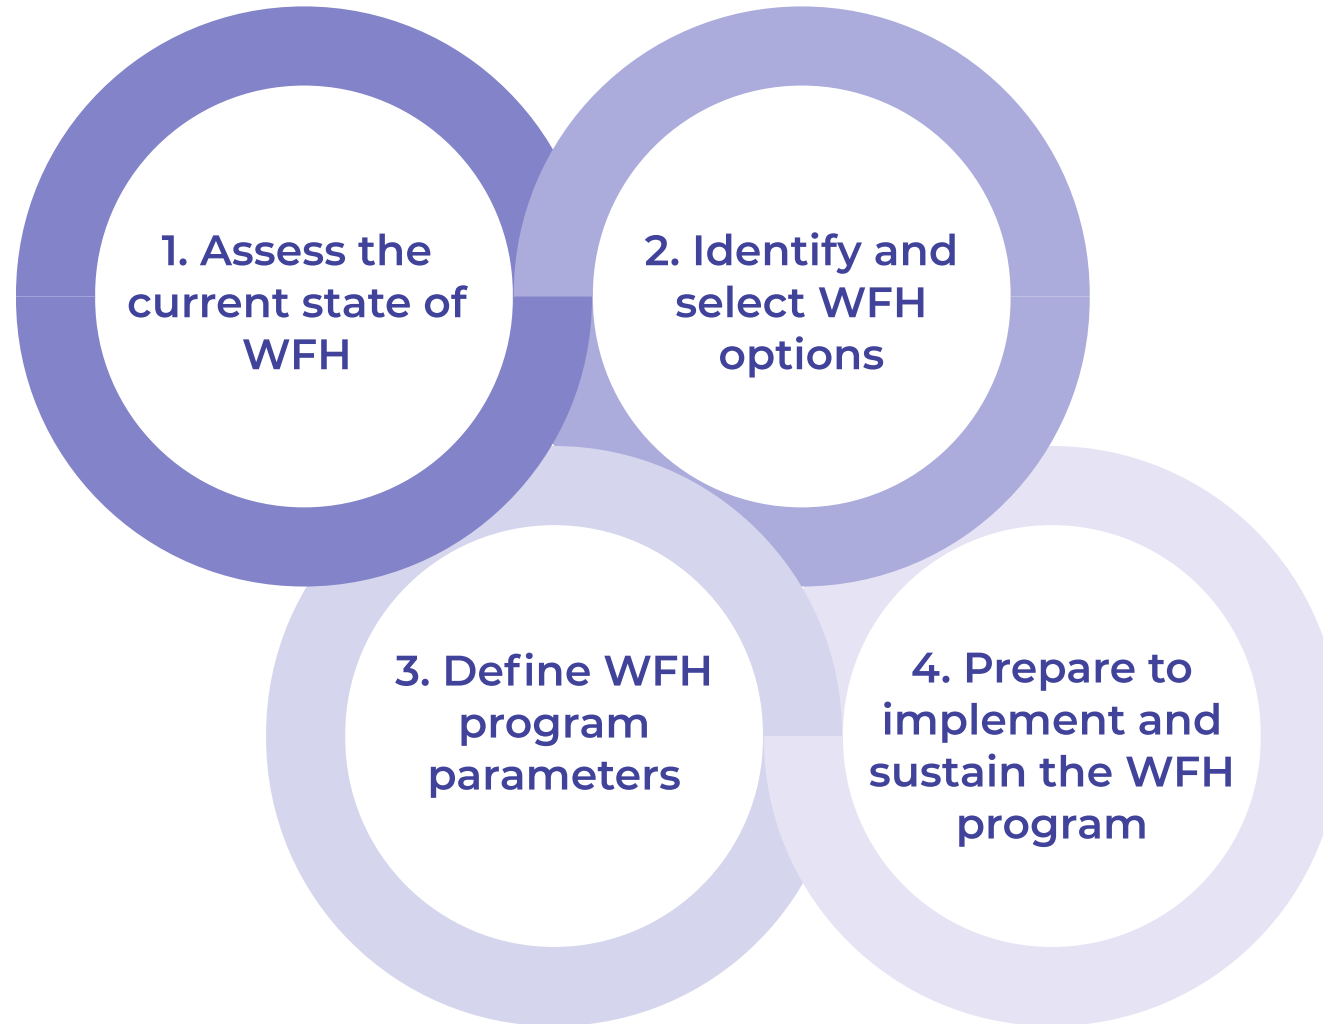 1. Assess the
current state of
WFH
2. Identify and
select WFH
options
3. Define WFH
program
parameters
4. Prepare to
implement and
sustain the WFH
program